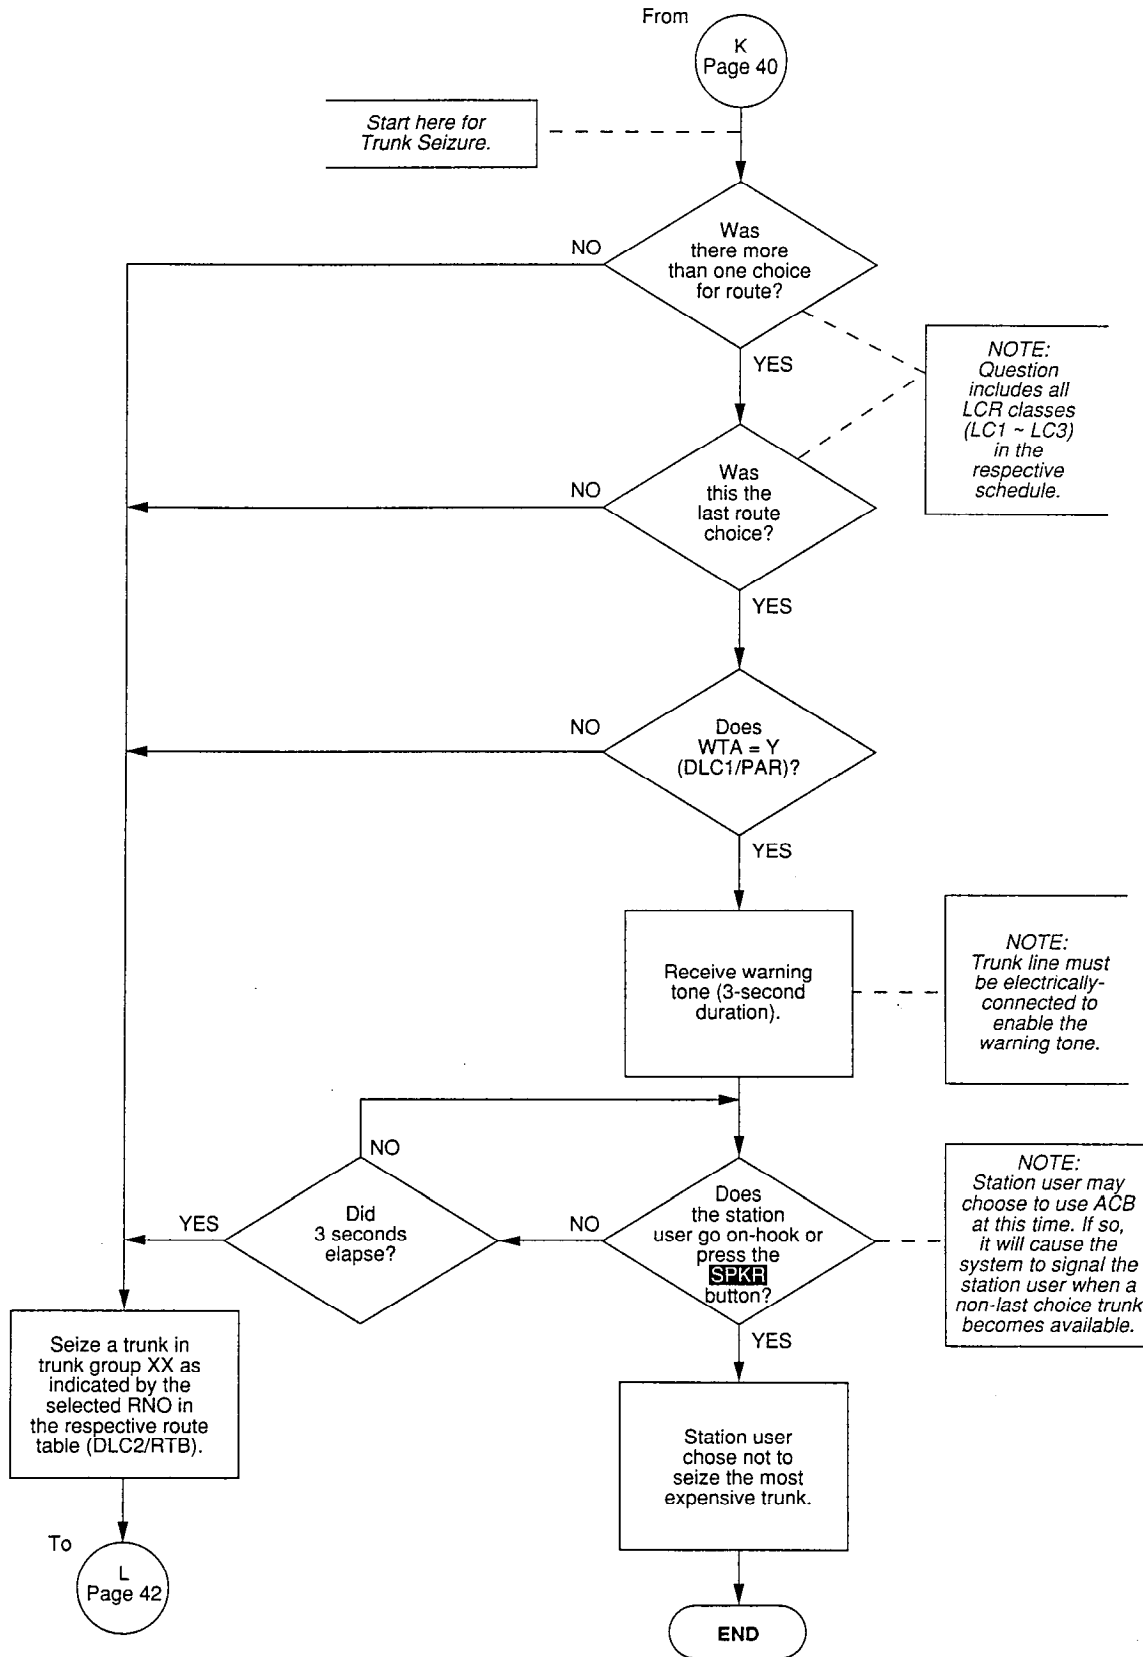 From
K
Page 40
Start here for
Trunk Seizure.
Was
there more
than one choice
for route?
NO
YES
NOTE:
Question
includes all
LCR classes
(LC1 ~ LC3)
in the
respective
schedule.
Was
this the
last route
choice?
NO
YES
Does
WTA = Y
(DLC1/PAR)?
NO
YES
Receive warning
tone (3-second
duration).
NOTE:
Trunk line must
be electrically-
connected to
enable the
warning tone.
Does
the station
user go on-hook or
press the
SPKR
button?
NO
YES
NOTE:
Station user may
choose to use ACB
at this time. If so,
it will cause the
system to signal the
station user when a
non-last choice trunk
becomes available.
Did
3 seconds
elapse?
NO
YES
Seize a trunk in
trunk group XX as
indicated by the
selected RNO in
the respective route
table (DLC2/RTB).
Station user
chose not to
seize the most
expensive trunk.
To
L
Page 42
END